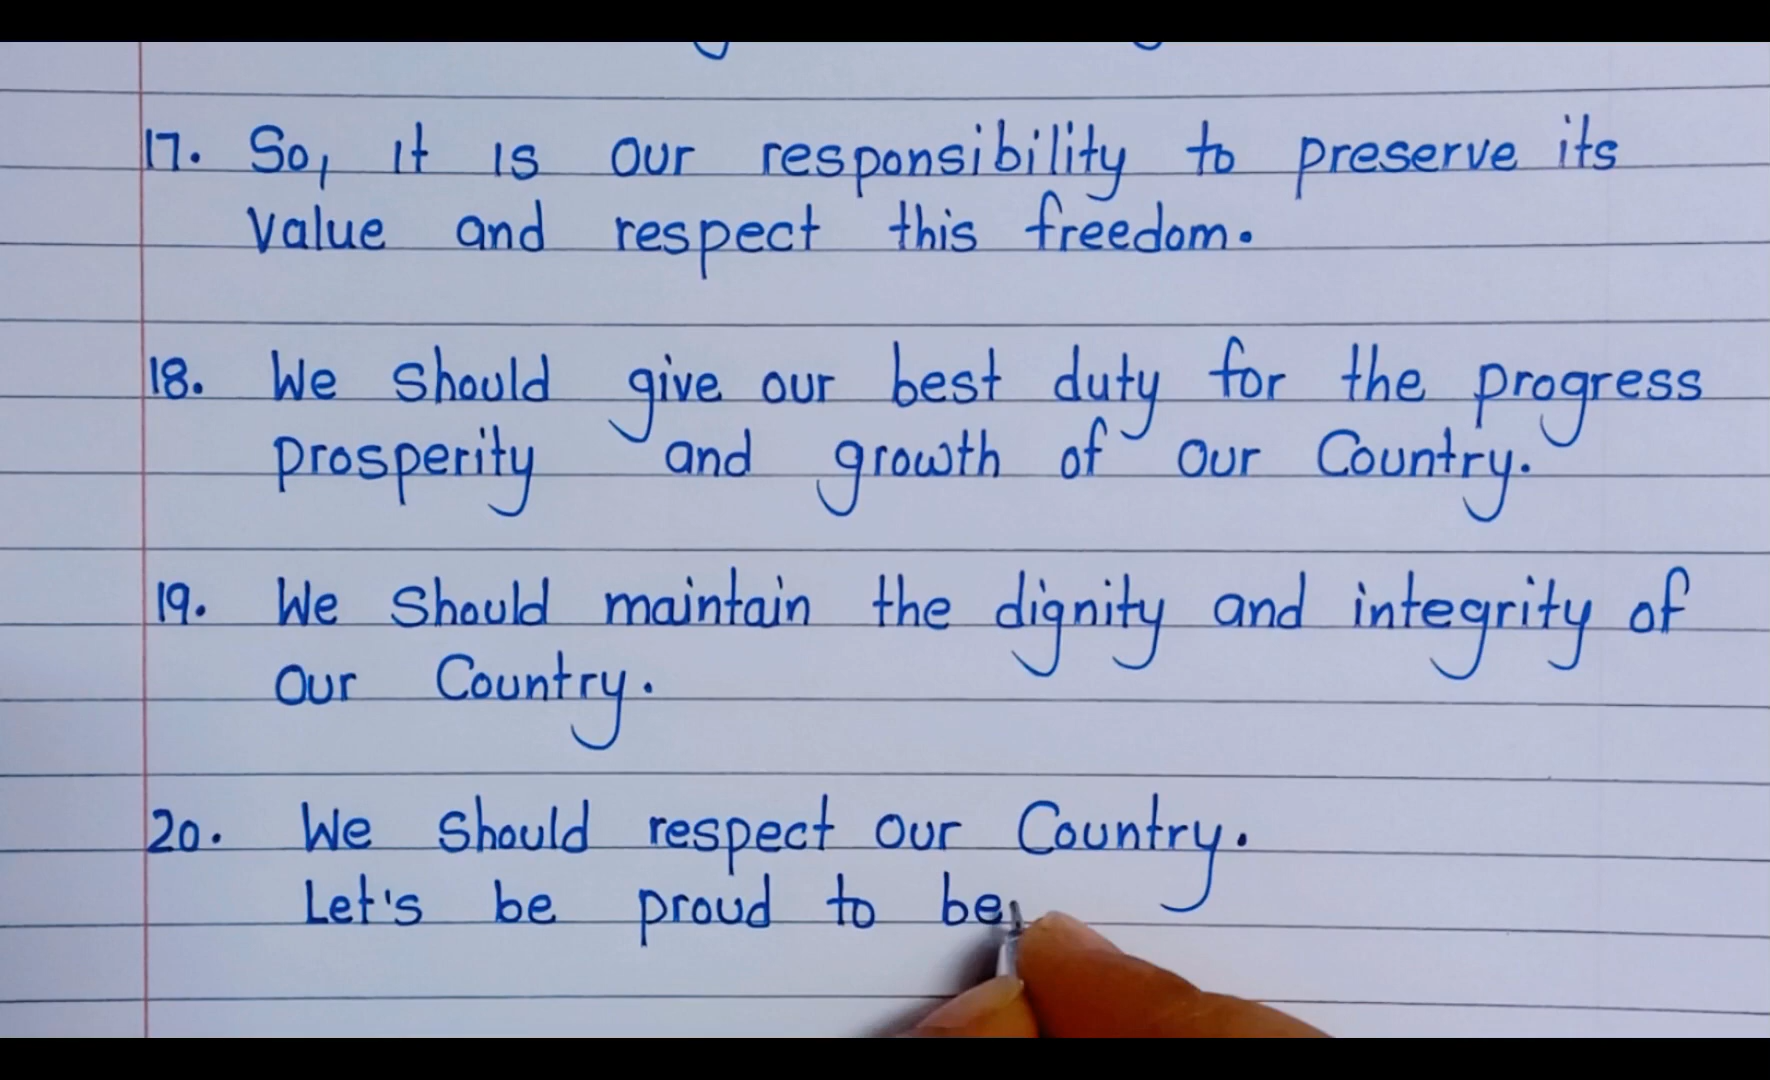 17. So, it is our responsibility to preserve its
value and respect this freedom.
18. We should give our best duty for the progress
prosperity and growth of our Country.
19. We should maintain the dignity and integrity of
our Country.
20. We should respect our Country.
Let's be proud to be